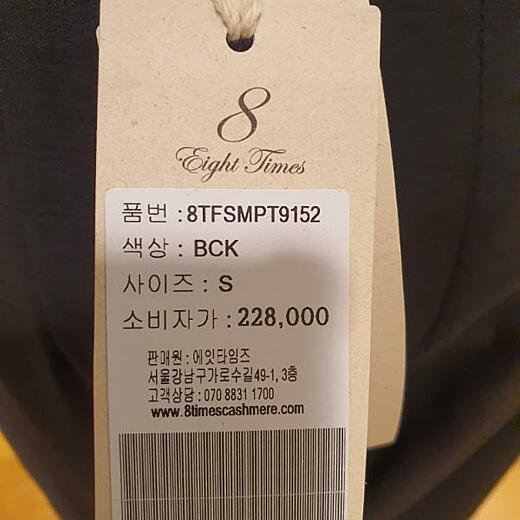 8
Eight Times
품번 : 8TFSMPT9152
색상 : BCK
사이즈 : S
소비자가 : 228,000
판매원 : 에잇타임즈
서울강남구가로수길49-1, 3층
고객상담 : 070 8831 1700
www.8timescashmere.com